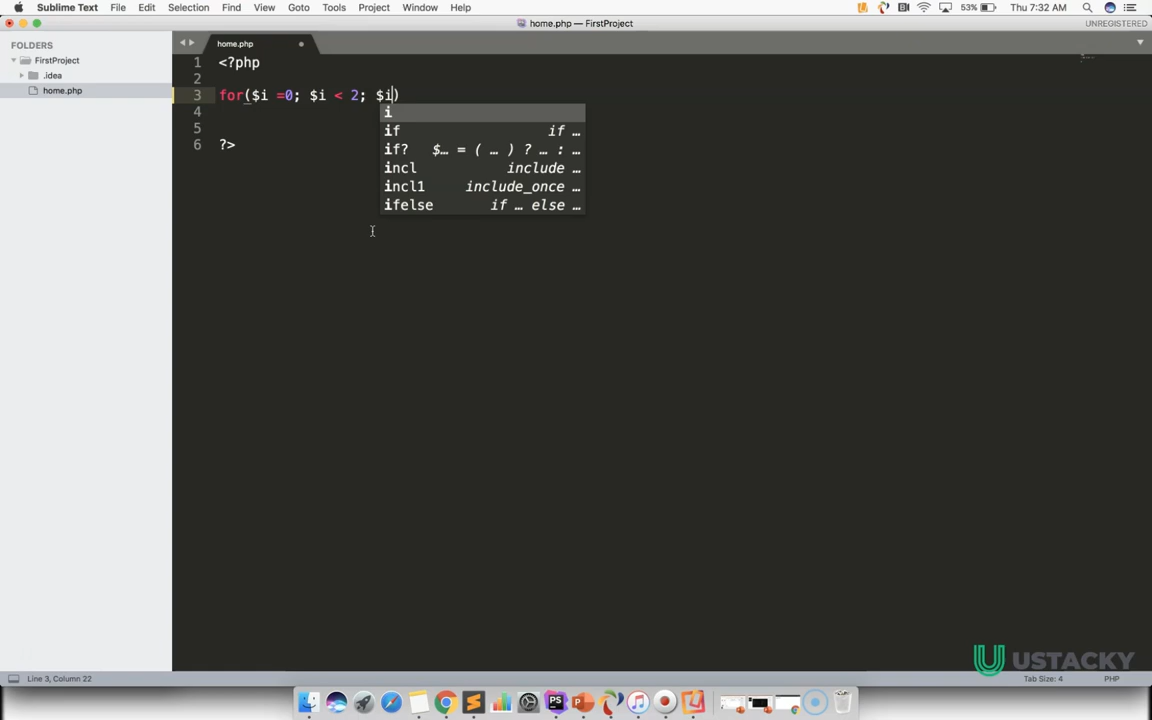 Sublime Text File Edit Selection Find View Goto Tools Project Window Help 53% Thu 7:32 AM
home.php — FirstProject UNREGISTERED
FOLDERS
FirstProject
.idea
home.php
home.php
1 <?php
2
3 for($i =0; $i < 2; $i)
4
5
6 ?>
i
if if …
if? $… = ( … ) ? … : …
incl include …
incl1 include_once …
ifelse if … else …
USTACKY
Line 3, Column 22 Tab Size: 4 PHP
PS